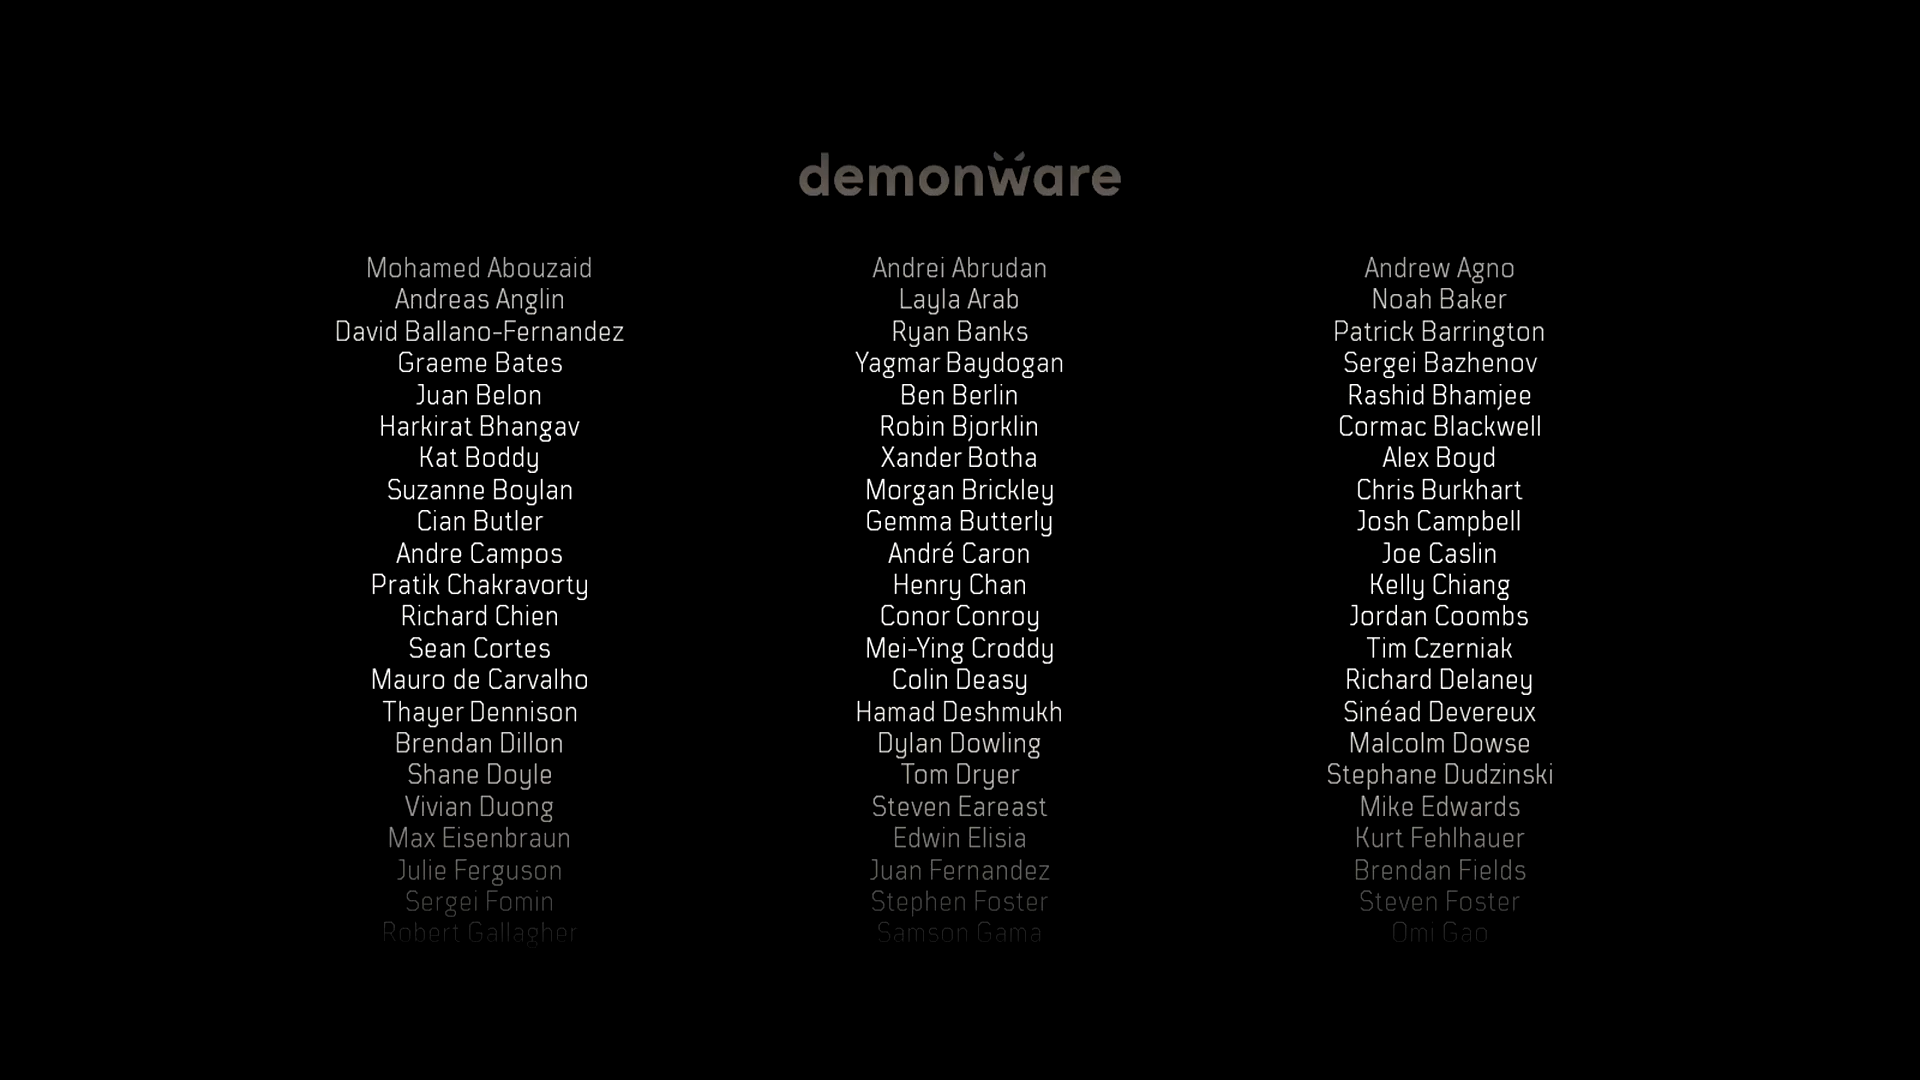 demonware
Mohamed Abouzaid Andrei Abrudan Andrew Agno
Andreas Anglin Layla Arab Noah Baker
David Ballano-Fernandez Ryan Banks Patrick Barrington
Graeme Bates Yagmar Baydogan Sergei Bazhenov
Juan Belon Ben Berlin Rashid Bhamjee
Harkirat Bhangav Robin Bjorklin Cormac Blackwell
Kat Boddy Xander Botha Alex Boyd
Suzanne Boylan Morgan Brickley Chris Burkhart
Cian Butler Gemma Butterly Josh Campbell
Andre Campos André Caron Joe Caslin
Pratik Chakravorty Henry Chan Kelly Chiang
Richard Chien Conor Conroy Jordan Coombs
Sean Cortes Mei-Ying Croddy Tim Czerniak
Mauro de Carvalho Colin Deasy Richard Delaney
Thayer Dennison Hamad Deshmukh Sinéad Devereux
Brendan Dillon Dylan Dowling Malcolm Dowse
Shane Doyle Tom Dryer Stephane Dudzinski
Vivian Duong Steven Eareast Mike Edwards
Max Eisenbraun Edwin Elisia Kurt Fehlhauer
Julie Ferguson Juan Fernandez Brendan Fields
Sergei Fomin Stephen Foster Steven Foster
Robert Gallagher Samson Gama Omi Gao